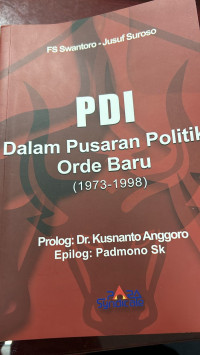 FS Swantoro - Jusuf Suroso
PDI
Dalam Pusaran Politik
Orde Baru
(1973-1998)
Prolog: Dr. Kusnanto Anggoro
Epilog: Padmono Sk